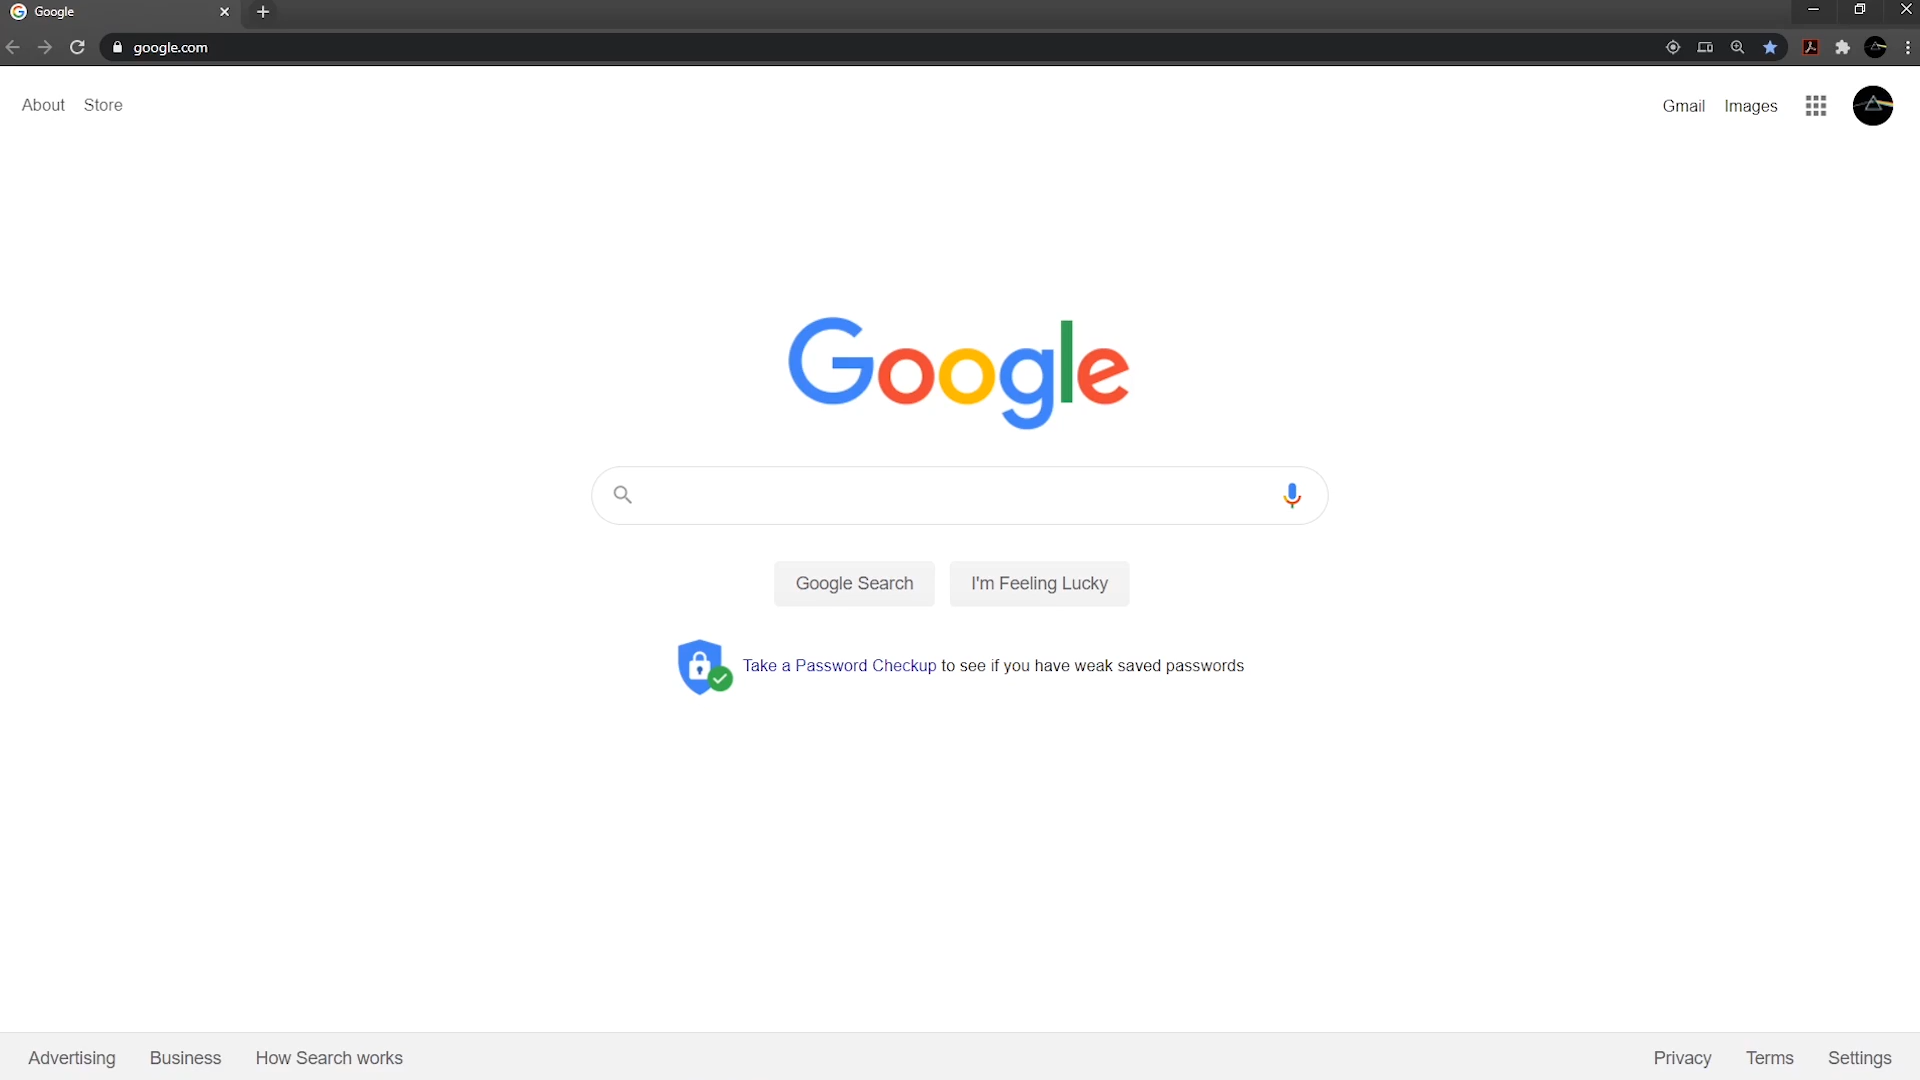 Google
google.com
About Store
Gmail Images
Google
Google Search I'm Feeling Lucky
Take a Password Checkup to see if you have weak saved passwords
Advertising Business How Search works
Privacy Terms Settings